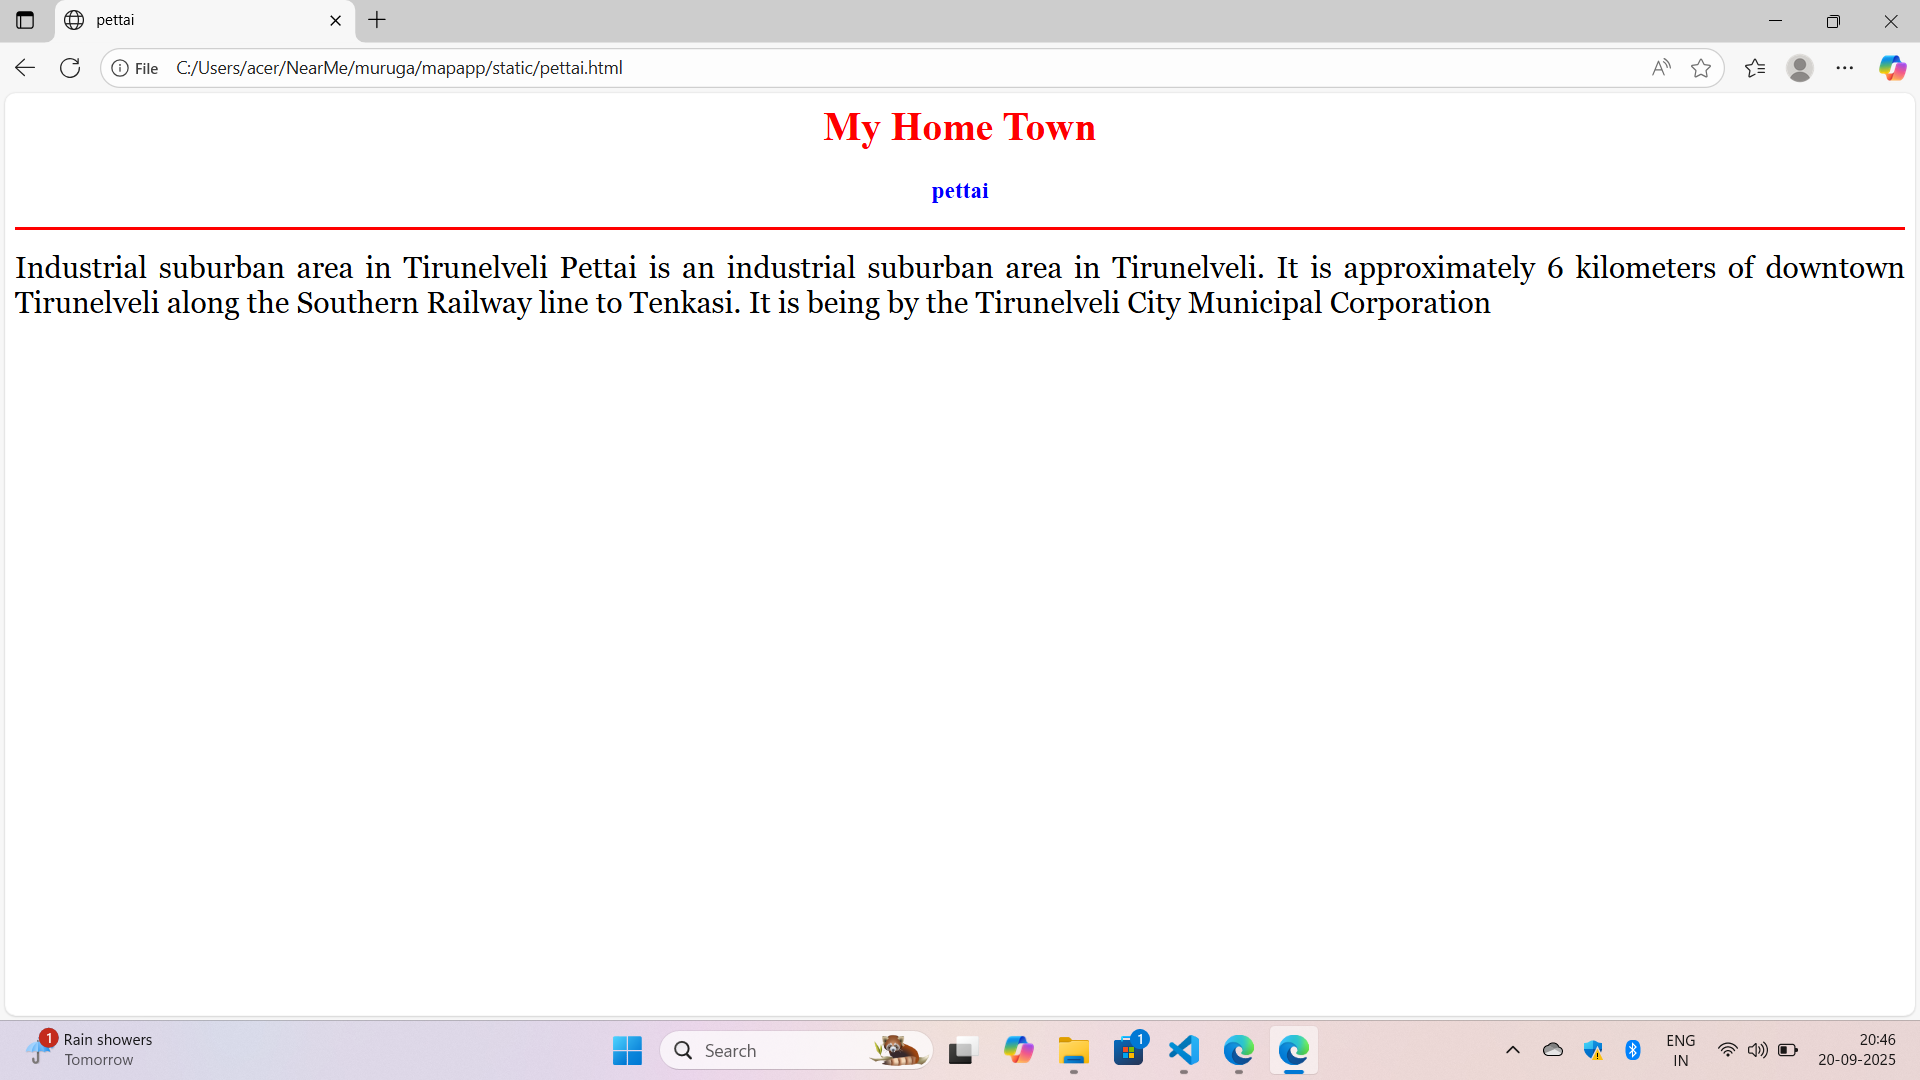 pettai
File C:/Users/acer/NearMe/muruga/mapapp/static/pettai.html
My Home Town
pettai
Industrial suburban area in Tirunelveli Pettai is an industrial suburban area in Tirunelveli. It is approximately 6 kilometers of downtown
Tirunelveli along the Southern Railway line to Tenkasi. It is being by the Tirunelveli City Municipal Corporation
1
Rain showers
Tomorrow
Search
1
ENG
IN
20:46
20-09-2025